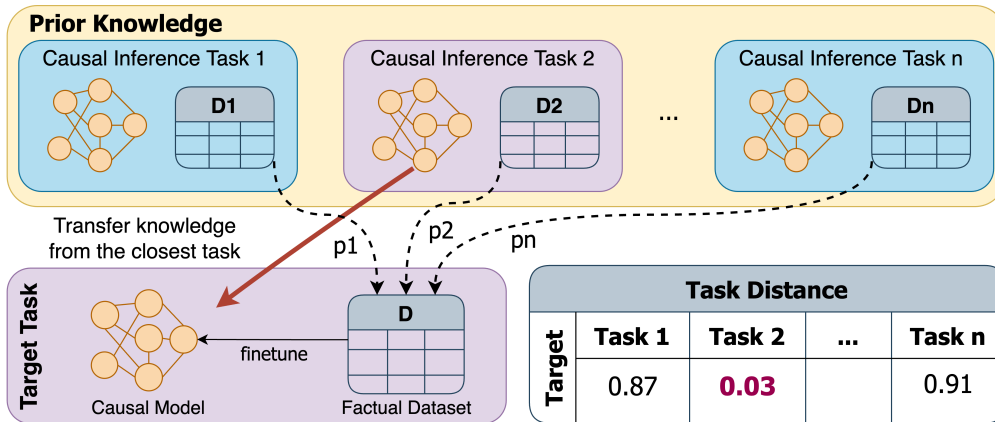 Prior Knowledge
Causal Inference Task 1
D1
Causal Inference Task 2
D2
...
Causal Inference Task n
Dn
Transfer knowledge
from the closest task
p1
p2
pn
Target Task
Causal Model
finetune
D
Factual Dataset
Task Distance
Target
Task 1
Task 2
...
Task n
0.87
0.03
0.91